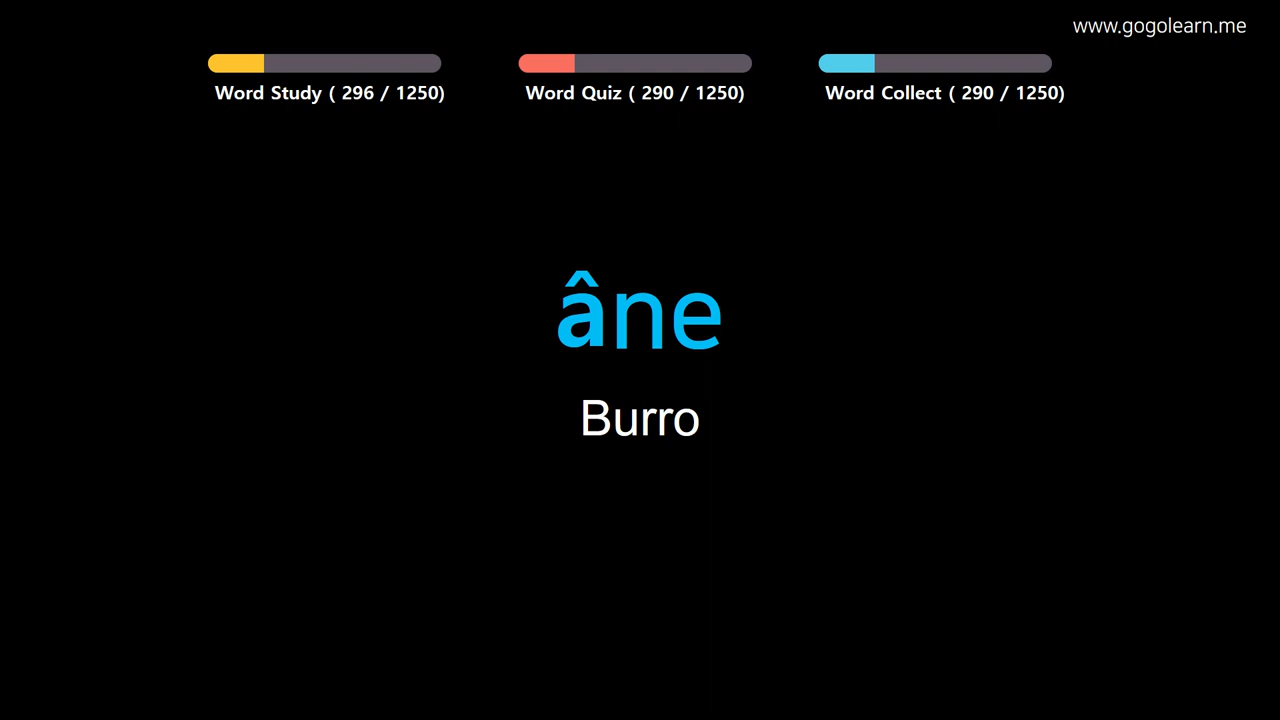 www.gogolearn.me
Word Study ( 296 / 1250)
Word Quiz ( 290 / 1250)
Word Collect ( 290 / 1250)
âne
Burro